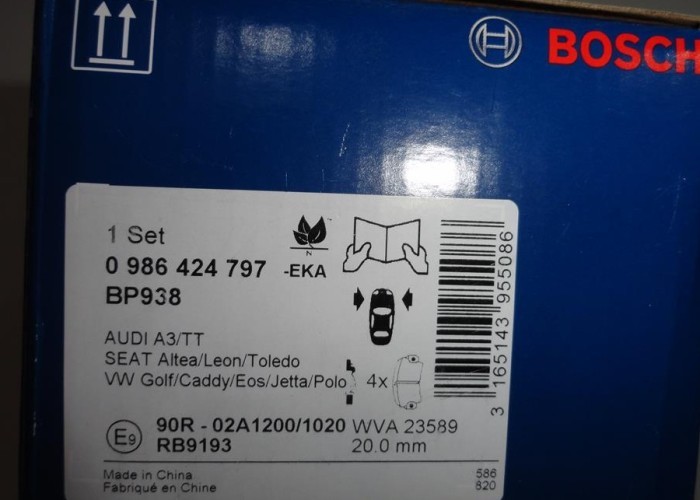 BOSCH
1 Set
0 986 424 797 -EKA
BP938
N
AUDI A3/TT
SEAT Altea/Leon/Toledo
VW Golf/Caddy/Eos/Jetta/Polo
4x
3 165143 955086
E9
90R - 02A1200/1020 WVA 23589
RB9193 20.0 mm
Made in China 586
Fabriqué en Chine 820